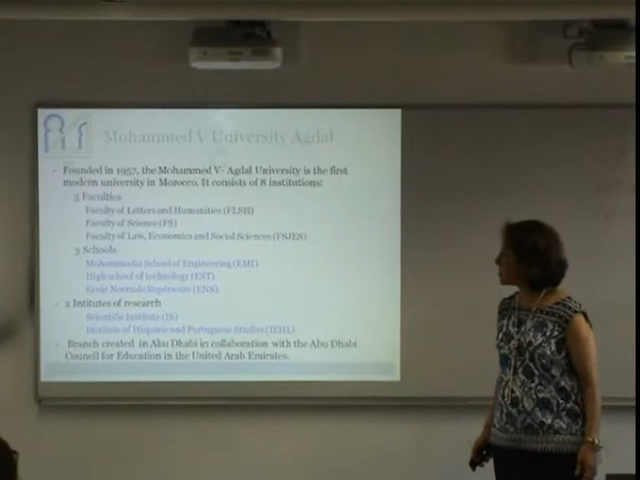 Mohammed V University Agdal
Founded in 1957, the Mohammed V- Agdal University is the first
modern university in Morocco. It consists of 8 institutions:
3 Faculties
Faculty of Letters and Humanities (FLSH)
Faculty of Science (FS)
Faculty of Law, Economics and Social Sciences (FSJES)
3 Schools
Mohammadia School of Engineering (EMI)
High school of technology (EST)
Ecole Normale Supérieure (ENS)
2 Intitutes of research
Scientific Institute (IS)
Institute of Hispanic and Portuguese Studies (IEHL)
Branch created in Abu Dhabi in collaboration with the Abu Dhabi
Council for Education in the United Arab Emirates.